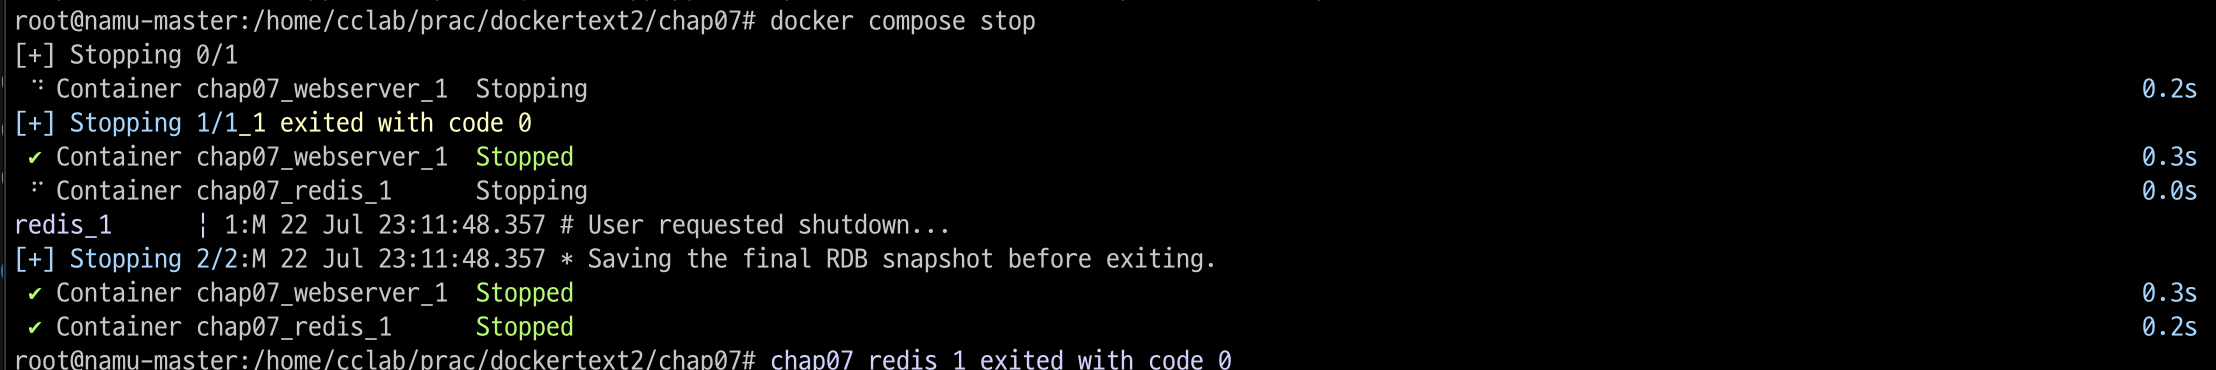 root@namu-master:/home/cclab/prac/dockertext2/chap07# docker compose stop
[+] Stopping 0/1
⠙ Container chap07_webserver_1  Stopping 0.2s
[+] Stopping 1/1_1 exited with code 0
✔ Container chap07_webserver_1  Stopped 0.3s
⠋ Container chap07_redis_1      Stopping 0.0s
redis_1      ¦ 1:M 22 Jul 23:11:48.357 # User requested shutdown...
[+] Stopping 2/2:M 22 Jul 23:11:48.357 * Saving the final RDB snapshot before exiting.
✔ Container chap07_webserver_1  Stopped 0.3s
✔ Container chap07_redis_1      Stopped 0.2s
root@namu-master:/home/cclab/prac/dockertext2/chap07# chap07_redis_1 exited with code 0